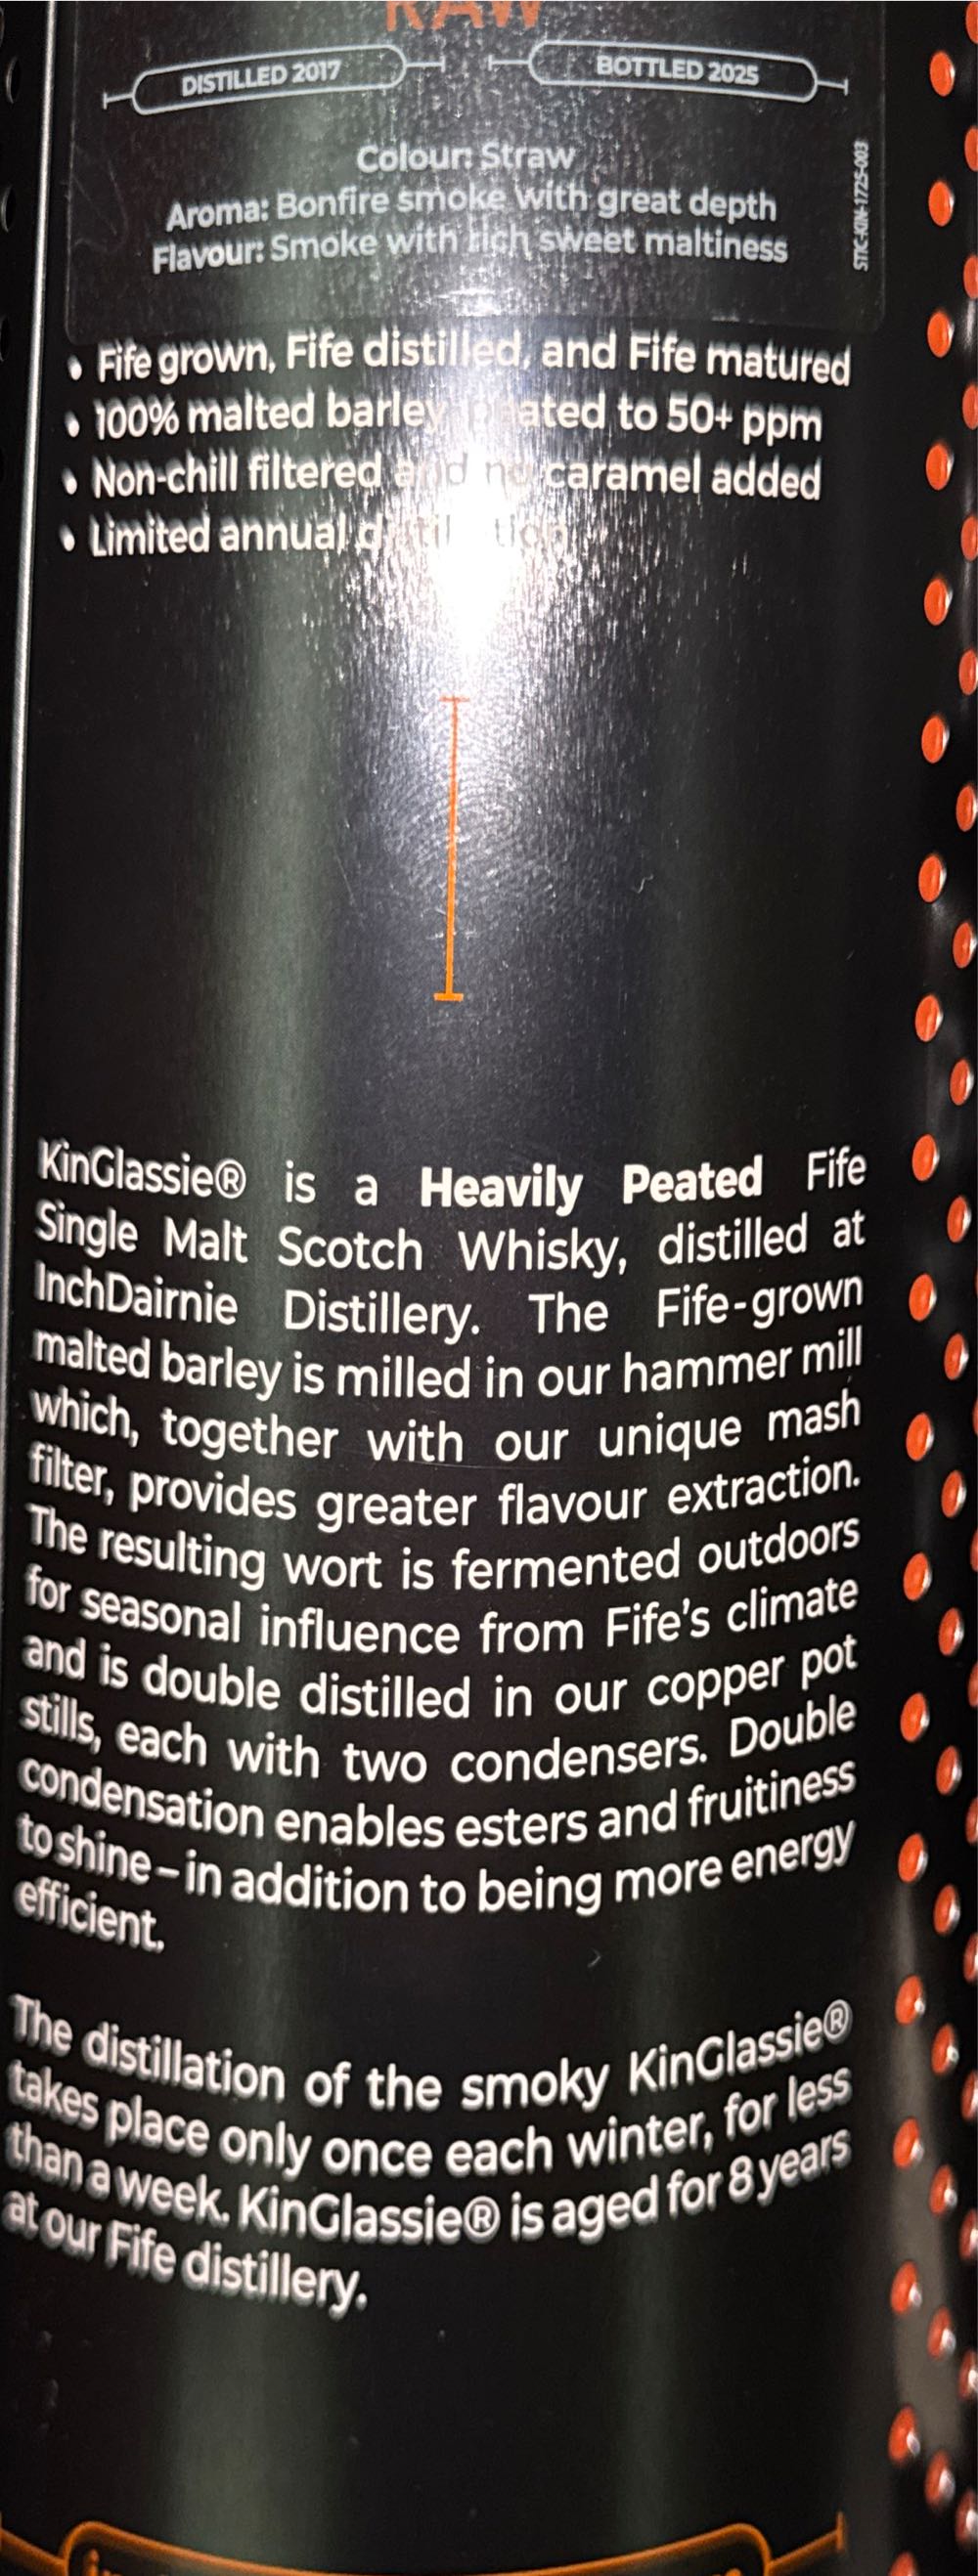 RAW
DISTILLED 2017
BOTTLED 2025
Colour: Straw
Aroma: Bonfire smoke with great depth
Flavour: Smoke with rich sweet maltiness
STIC-KIN-1725-003
• Fife grown, Fife distilled, and Fife matured
• 100% malted barley peated to 50+ ppm
• Non-chill filtered and no caramel added
• Limited annual distillation
KinGlassie® is a Heavily Peated Fife
Single Malt Scotch Whisky, distilled at
InchDairnie Distillery. The Fife-grown
malted barley is milled in our hammer mill
which, together with our unique mash
filter, provides greater flavour extraction.
The resulting wort is fermented outdoors
for seasonal influence from Fife's climate
and is double distilled in our copper pot
stills, each with two condensers. Double
condensation enables esters and fruitiness
to shine – in addition to being more energy
efficient.
The distillation of the smoky KinGlassie®
takes place only once each winter, for less
than a week. KinGlassie® is aged for 8 years
at our Fife distillery.